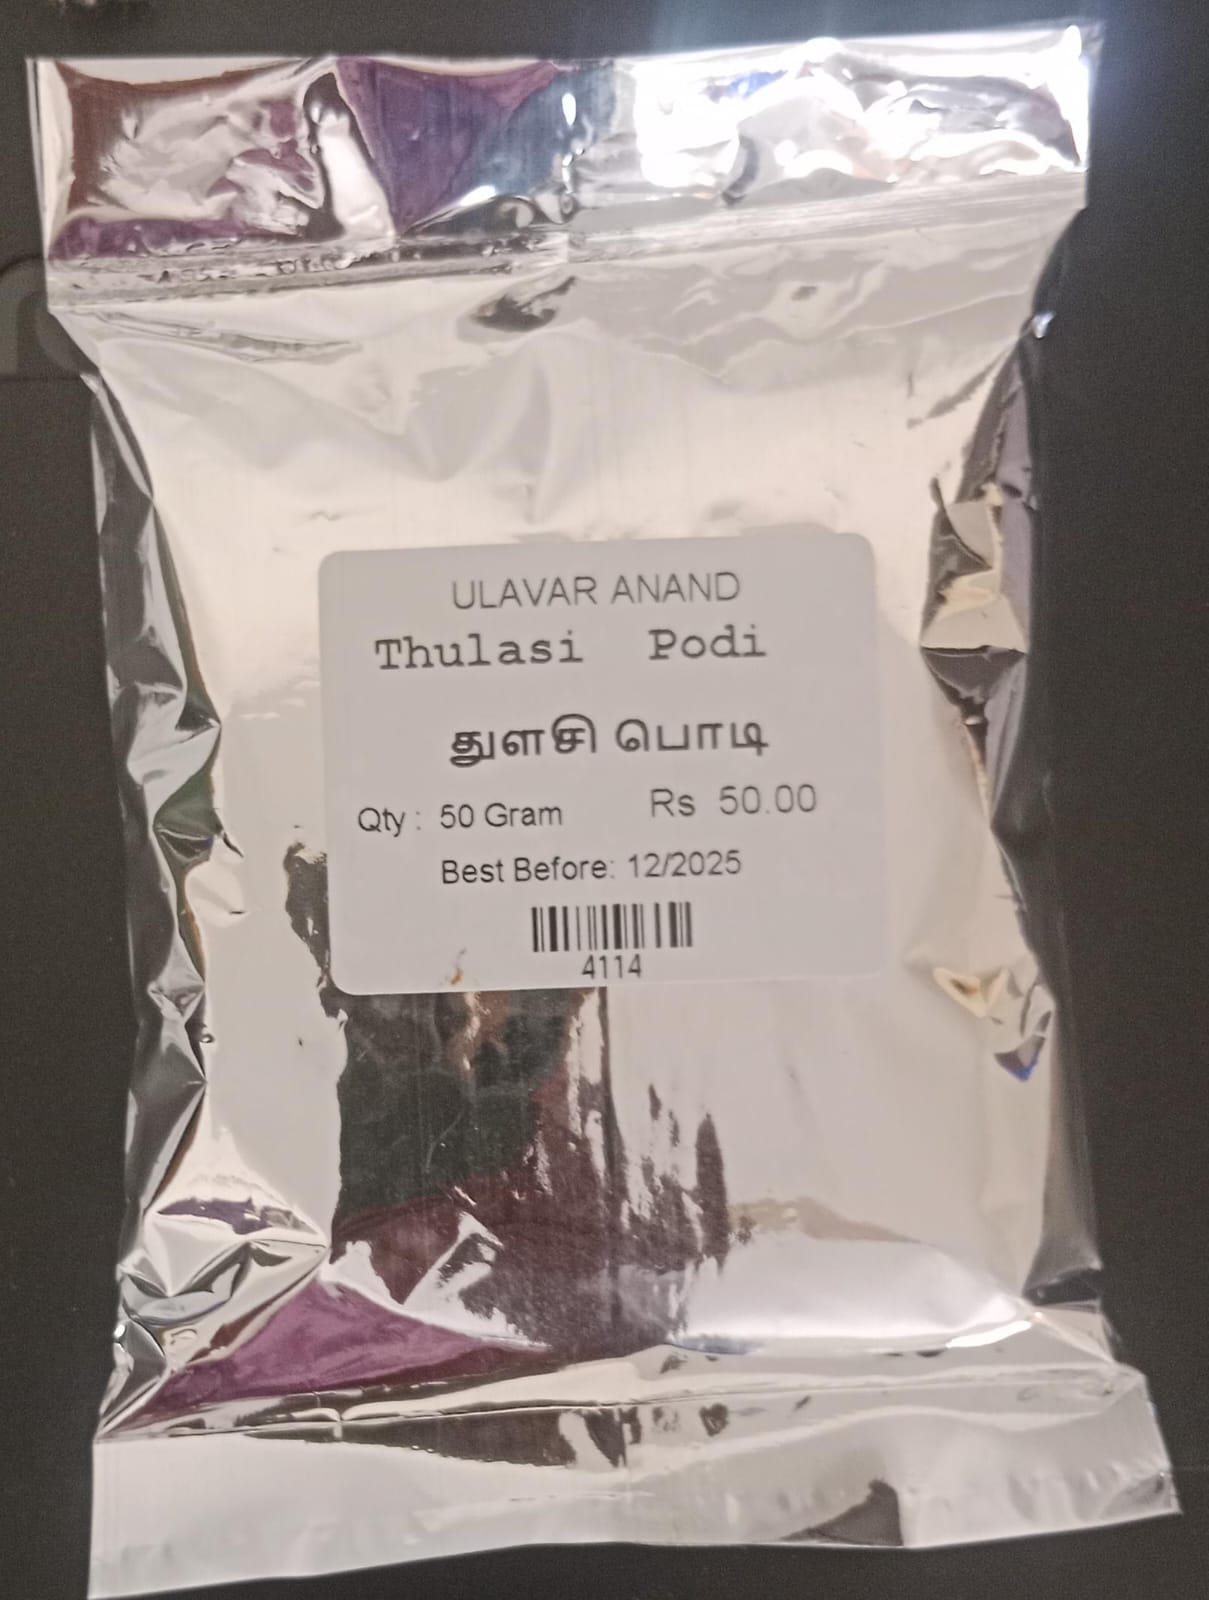 ULAVAR ANAND
Thulasi Podi
துளசி பொடி
Qty : 50 Gram Rs 50.00
Best Before: 12/2025
4114